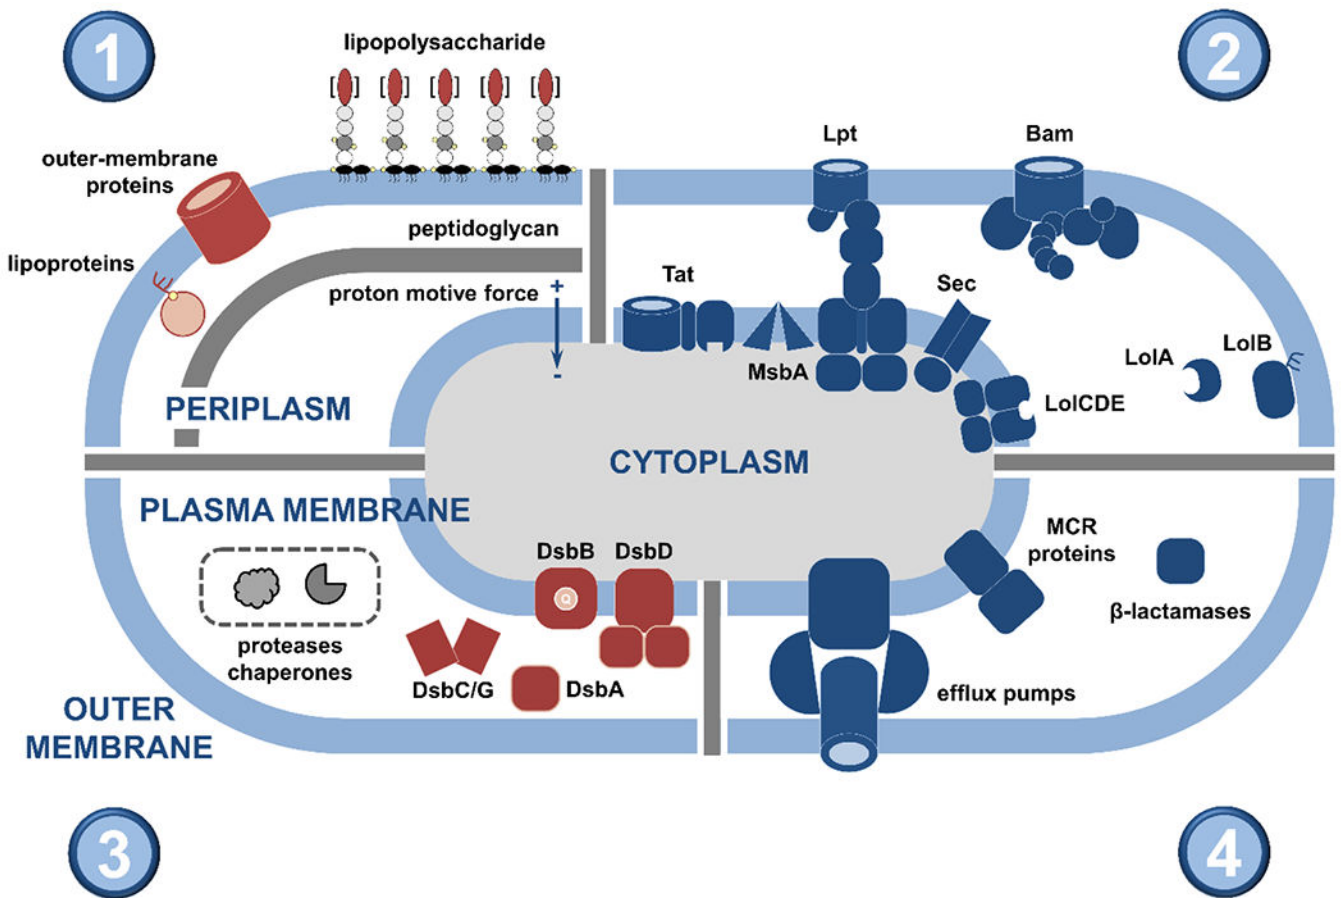 1
2
lipopolysaccharide
[ ] [ ] [ ] [ ] [ ]
outer-membrane
proteins
lipoproteins
peptidoglycan
proton motive force
+
-
PERIPLASM
Lpt
Bam
Tat
Sec
MsbA
LolA
LolB
LolCDE
CYTOPLASM
PLASMA MEMBRANE
proteases
chaperones
DsbB
DsbD
Q
DsbC/G
DsbA
OUTER
MEMBRANE
MCR
proteins
β-lactamases
efflux pumps
3
4